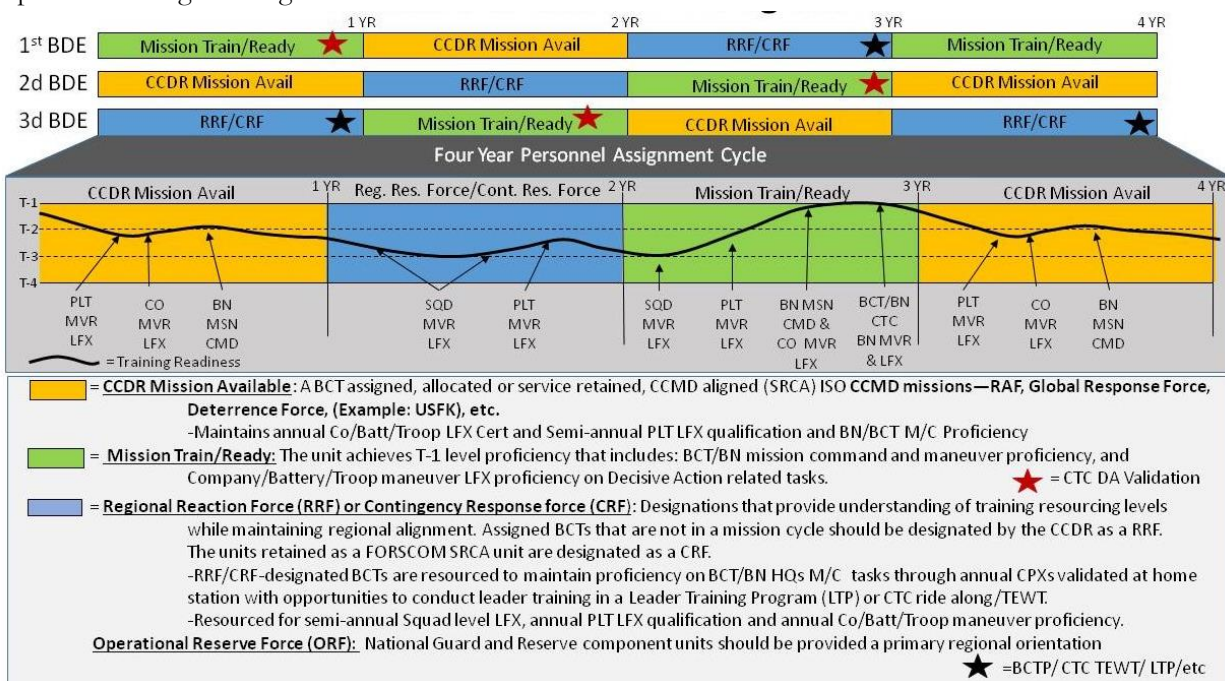 1 YR 2 YR 3 YR 4 YR
1st BDE Mission Train/Ready CCDR Mission Avail RRF/CRF Mission Train/Ready
2d BDE CCDR Mission Avail RRF/CRF Mission Train/Ready CCDR Mission Avail
3d BDE RRF/CRF Mission Train/Ready CCDR Mission Avail RRF/CRF
Four Year Personnel Assignment Cycle
CCDR Mission Avail 1 YR Reg. Res. Force/Cont. Res. Force 2 YR Mission Train/Ready 3 YR CCDR Mission Avail 4 YR
T-1
T-2
T-3
T-4
PLT MVR LFX
CO MVR LFX
BN MSN CMD
SQD MVR LFX
PLT MVR LFX
SQD MVR LFX
PLT MVR LFX
BN MSN CMD & CO MVR LFX
BCT/BN CTC BN MVR & LFX
PLT MVR LFX
CO MVR LFX
BN MSN CMD
= Training Readiness
= CCDR Mission Available: A BCT assigned, allocated or service retained, CCMD aligned (SRCA) ISO CCMD missions—RAF, Global Response Force,
Deterrence Force, (Example: USFK), etc.
-Maintains annual Co/Batt/Troop LFX Cert and Semi-annual PLT LFX qualification and BN/BCT M/C Proficiency
= Mission Train/Ready: The unit achieves T-1 level proficiency that includes: BCT/BN mission command and maneuver proficiency, and
Company/Battery/Troop maneuver LFX proficiency on Decisive Action related tasks. = CTC DA Validation
= Regional Reaction Force (RRF) or Contingency Response force (CRF): Designations that provide understanding of training resourcing levels
while maintaining regional alignment. Assigned BCTs that are not in a mission cycle should be designated by the CCDR as a RRF.
The units retained as a FORSCOM SRCA unit are designated as a CRF.
-RRF/CRF-designated BCTs are resourced to maintain proficiency on BCT/BN HQs M/C tasks through annual CPXs validated at home
station with opportunities to conduct leader training in a Leader Training Program (LTP) or CTC ride along/TEWT.
-Resourced for semi-annual Squad level LFX, annual PLT LFX qualification and annual Co/Batt/Troop maneuver proficiency.
Operational Reserve Force (ORF): National Guard and Reserve component units should be provided a primary regional orientation
=BCTP/ CTC TEWT/ LTP/etc